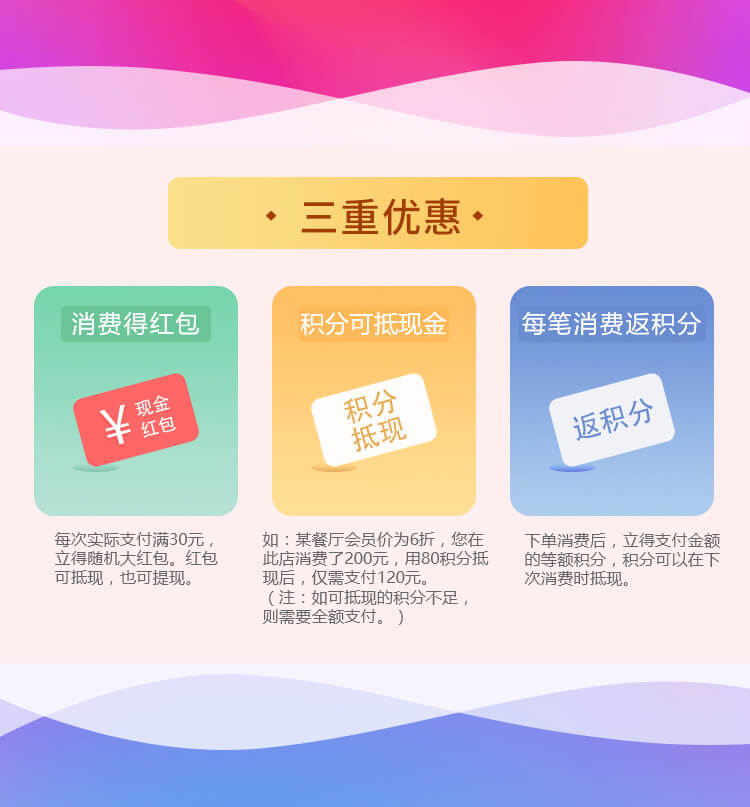 三重优惠
消费得红包
¥
现金
红包
每次实际支付满30元，
立得随机大红包。红包
可抵现，也可提现。
积分可抵现金
积分
抵现
如：某餐厅会员价为6折，您在
此店消费了200元，用80积分抵
现后，仅需支付120元。
（注：如可抵现的积分不足，
则需要全额支付。）
每笔消费返积分
返积分
下单消费后，立得支付金额
的等额积分，积分可以在下
次消费时抵现。